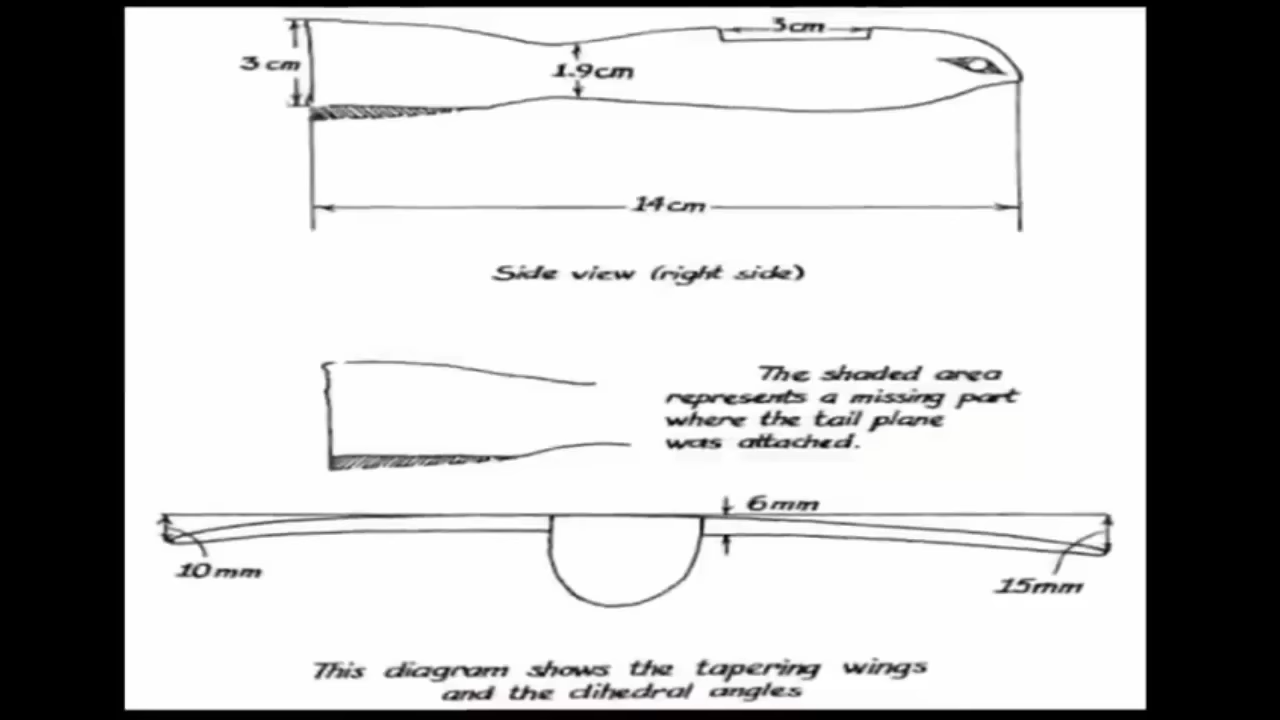 3cm
3 cm
1.9cm
14cm
Side view (right side)
The shaded area
represents a missing part
where the tail plane
was attached.
6mm
10mm
15mm
This diagram shows the tapering wings
and the dihedral angles